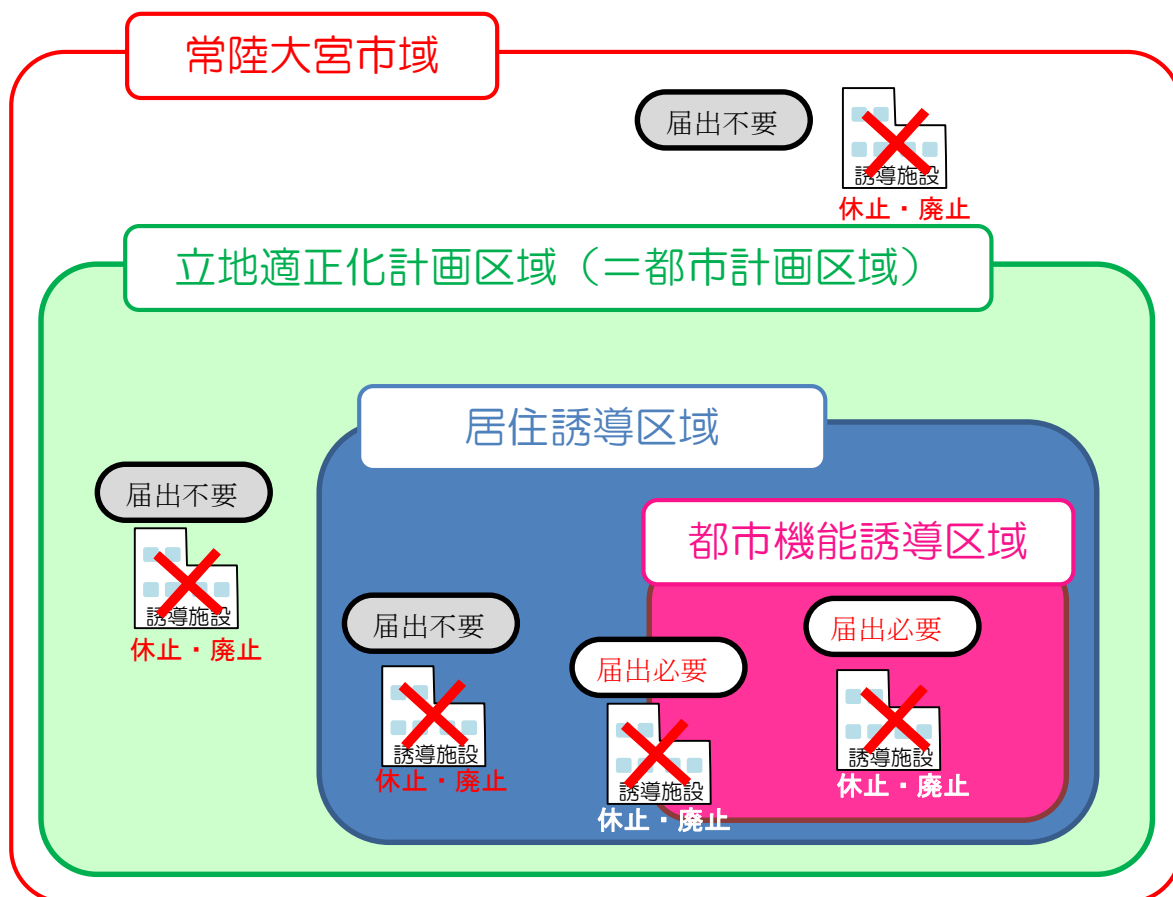 常陸大宮市域
届出不要
誘導施設
休止・廃止
立地適正化計画区域（＝都市計画区域）
居住誘導区域
届出不要
誘導施設
休止・廃止
都市機能誘導区域
届出不要
誘導施設
休止・廃止
届出必要
誘導施設
休止・廃止
届出必要
誘導施設
休止・廃止